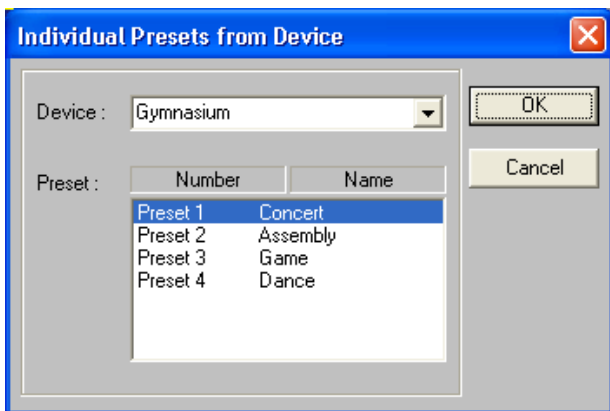 Individual Presets from Device
Device : Gymnasium
OK
Preset : Number Name
Cancel
Preset 1 Concert
Preset 2 Assembly
Preset 3 Game
Preset 4 Dance